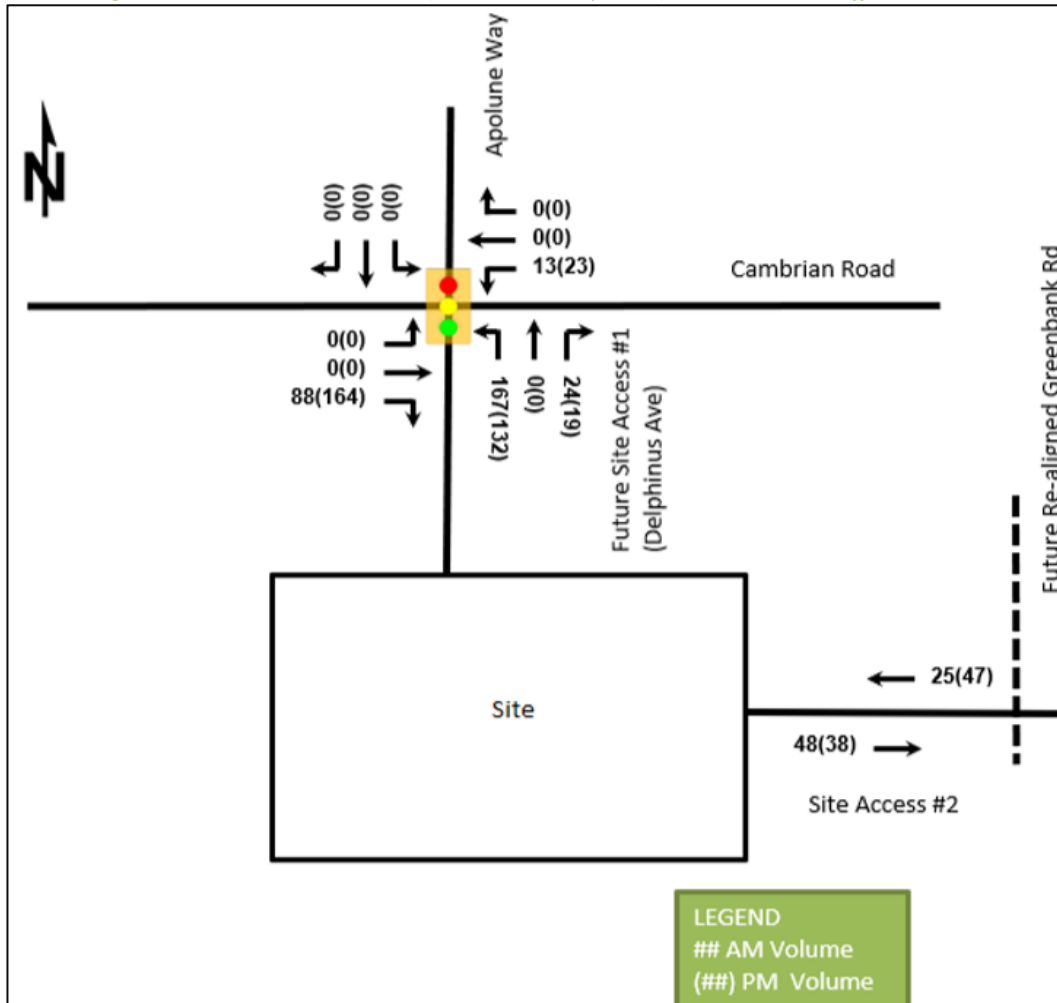 Apolune Way
N
0(0)
0(0)
0(0)
0(0)
0(0)
13(23)
Cambrian Road
0(0)
0(0)
88(164)
167(132)
0(0)
24(19)
Future Site Access #1
(Delphinus Ave)
Future Re-aligned Greenbank Rd
25(47)
Site
48(38)
Site Access #2
LEGEND
## AM Volume
(##) PM Volume